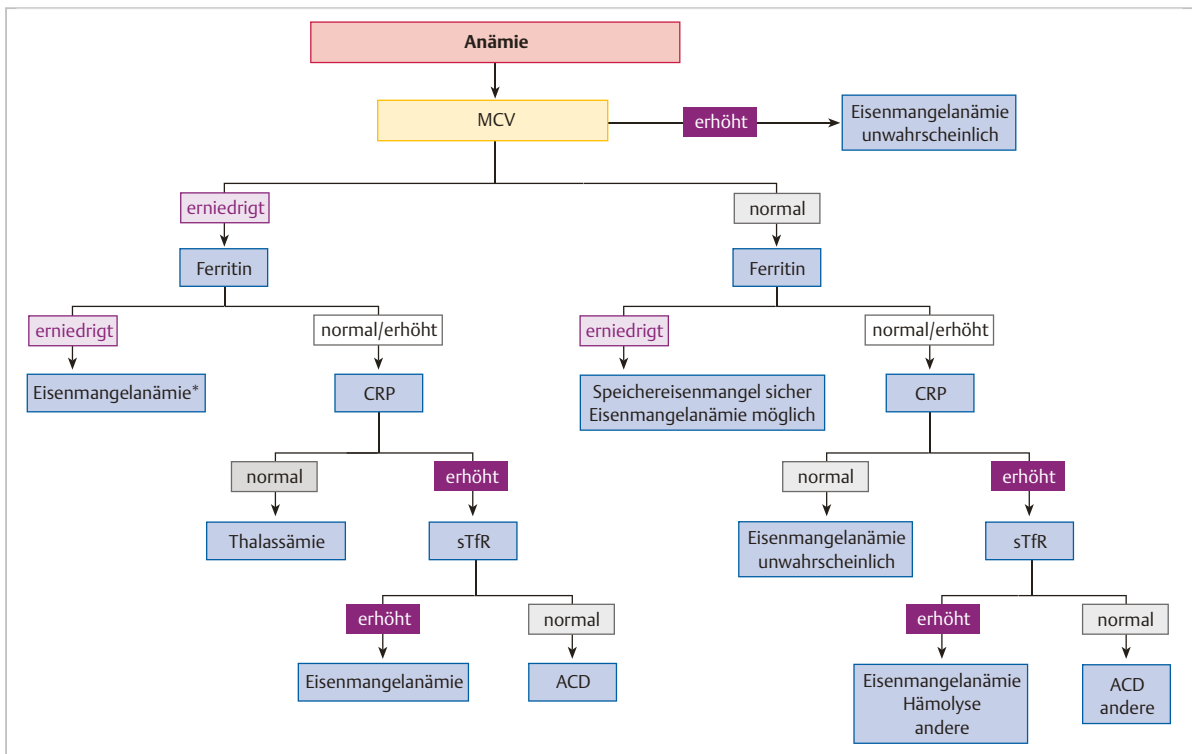 Anämie
MCV
erhöht
Eisenmangelanämie
unwahrscheinlich
erniedrigt
normal
Ferritin
Ferritin
erniedrigt
normal/erhöht
erniedrigt
normal/erhöht
Eisenmangelanämie*
CRP
Speichereisenmangel sicher
Eisenmangelanämie möglich
CRP
normal
erhöht
normal
erhöht
Thalassämie
sTfR
Eisenmangelanämie
unwahrscheinlich
sTfR
erhöht
normal
erhöht
normal
Eisenmangelanämie
ACD
Eisenmangelanämie
Hämolyse
andere
ACD
andere